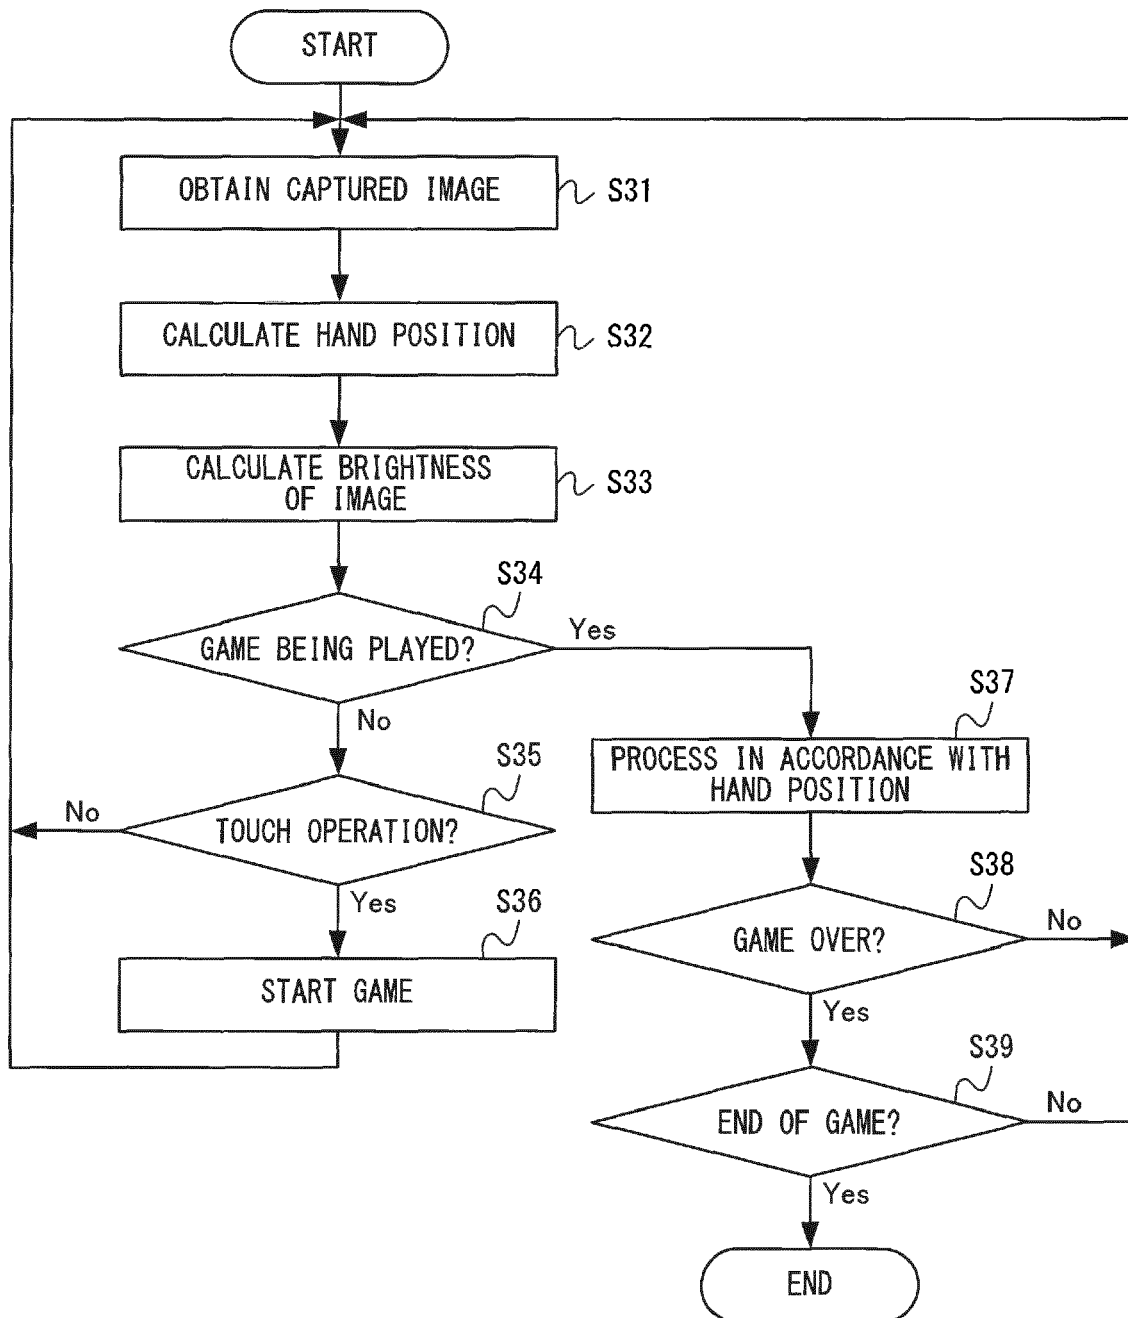 START
OBTAIN CAPTURED IMAGE
S31
CALCULATE HAND POSITION
S32
CALCULATE BRIGHTNESS
OF IMAGE
S33
S34
GAME BEING PLAYED?
Yes
No
S35
TOUCH OPERATION?
No
Yes
S36
START GAME
S37
PROCESS IN ACCORDANCE WITH
HAND POSITION
S38
GAME OVER?
No
Yes
S39
END OF GAME?
No
Yes
END